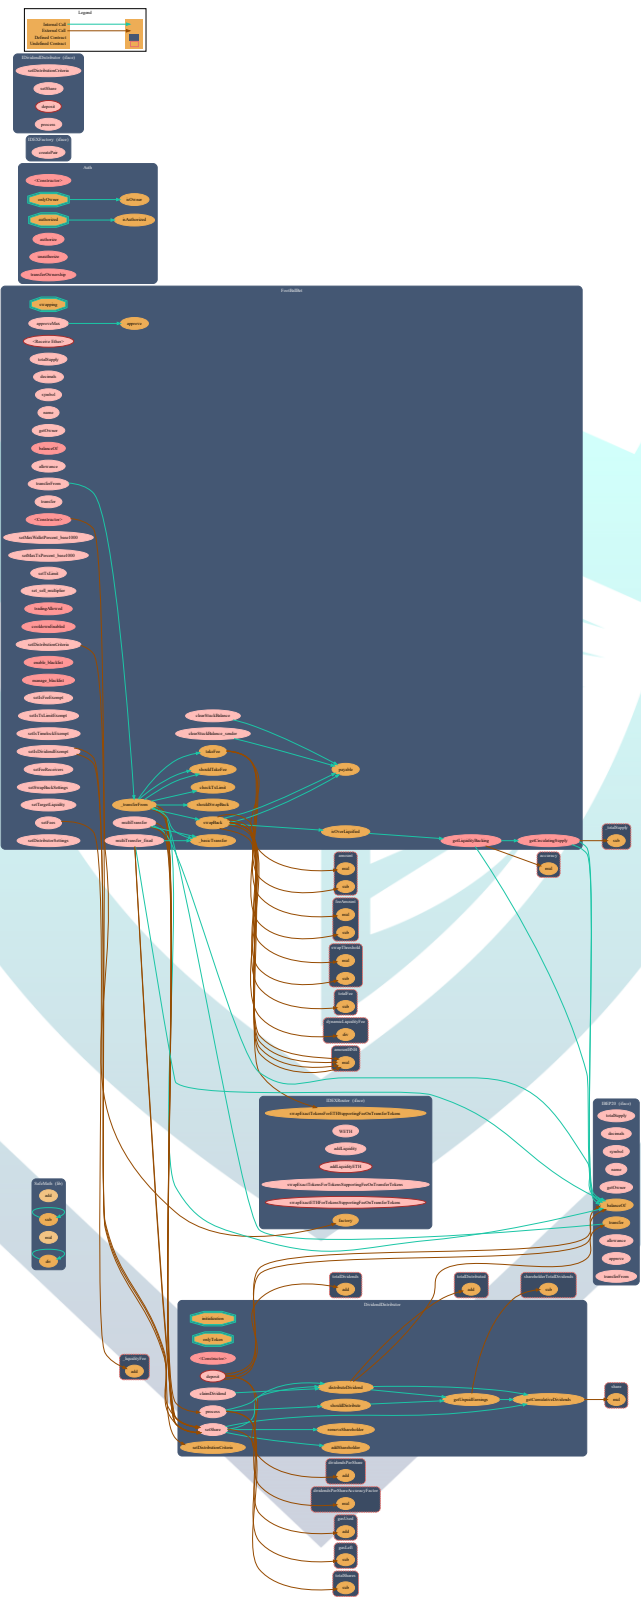 Legend
Internal Call
External Call
Defined Contract
Undefined Contract
IDividendDistributor (iface)
setDistributionCriteria
setShare
deposit
process
IDEXFactory (iface)
createPair
Auth
<Constructor>
onlyOwner
isOwner
authorized
isAuthorized
authorize
unauthorize
transferOwnership
swapping
approveMax
approve
<Receive Ether>
totalSupply
decimals
symbol
name
getOwner
balanceOf
allowance
transferFrom
transfer
<Constructor>
setMaxWalletPercent_base1000
setMaxTxPercent_base1000
setTxLimit
set_sell_multiplier
tradingAllowed
cooldownEnabled
setDistributionCriteria
enable_blacklist
manage_blacklist
setIsFeeExempt
setIsTxLimitExempt
setIsTimelockExempt
setIsDividendExempt
setFeeReceivers
setSwapBackSettings
setTargetLiquidity
setFees
setDistributorSettings
clearStuckBalance
clearStuckBalance_sender
takeFee
shouldTakeFee
payable
checkTxLimit
_transferFrom
shouldSwapBack
multiTransfer
swapBack
multiTransfer_fixed
_basicTransfer
isOverLiquified
getLiquidityBacking
getCirculatingSupply
_totalSupply
sub
amount
mul
sub
accuracy
mul
feeAmount
mul
sub
swapThreshold
mul
sub
totalFee
sub
dynamicLiquidityFee
div
amountBNB
mul
IDEXRouter (iface)
swapExactTokensForETHSupportingFeeOnTransferTokens
WETH
addLiquidity
addLiquidityETH
swapExactTokensForTokensSupportingFeeOnTransferTokens
swapExactETHForTokensSupportingFeeOnTransferTokens
factory
IBEP20 (iface)
totalSupply
decimals
symbol
name
getOwner
balanceOf
transfer
allowance
approve
transferFrom
SafeMath (lib)
add
sub
mul
div
totalDividends
add
totalDistributed
add
shareholderTotalDividends
sub
_liquidityFee
add
DividendDistributor
initialization
onlyToken
<Constructor>
deposit
claimDividend
process
setShare
setDistributionCriteria
distributeDividend
shouldDistribute
removeShareholder
addShareholder
getUnpaidEarnings
getCumulativeDividends
share
mul
dividendsPerShare
add
dividendsPerShareAccuracyFactor
mul
gasUsed
add
gasLeft
sub
totalShares
sub